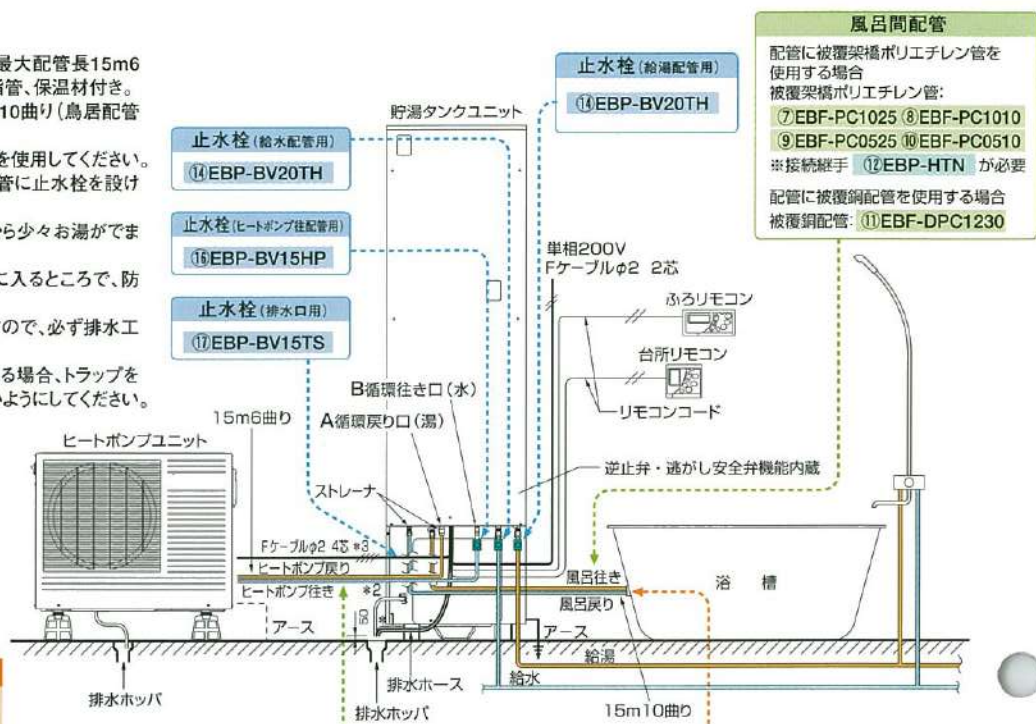 最大配管長15m6
管、保温材付き。
10曲り(鳥居配管
を使用してください。
管に止水栓を設け
ら少々お湯がでま
に入るところで、防
ので、必ず排水工
る場合、トラップを
ようにしてください。
止水栓(給水配管用)
⑭EBP-BV20TH
止水栓(ヒートポンプ往配管用)
⑯EBP-BV15HP
止水栓(排水口用)
⑰EBP-BV15TS
貯湯タンクユニット
止水栓(給湯配管用)
⑭EBP-BV20TH
風呂間配管
配管に被覆架橋ポリエチレン管を
使用する場合
被覆架橋ポリエチレン管:
⑦EBF-PC1025 ⑧EBF-PC1010
⑨EBF-PC0525 ⑩EBF-PC0510
※接続継手 ⑫EBP-HTN が必要
配管に被覆銅配管を使用する場合
被覆銅配管: ⑪EBF-DPC1230
単相200V
Fケーブルφ2 2芯
ふろリモコン
台所リモコン
リモコンコード
B循環往き口(水)
A循環戻り口(湯)
15m6曲り
ヒートポンプユニット
ストレーナ
逆止弁・逃がし安全弁機能内蔵
Fケーブルφ2 4芯 *3
ヒートポンプ戻り
ヒートポンプ往き
*2
50
風呂往き
風呂戻り
浴槽
アース
アース
給湯
給水
排水ホース
排水ホッパ
排水ホッパ
15m10曲り